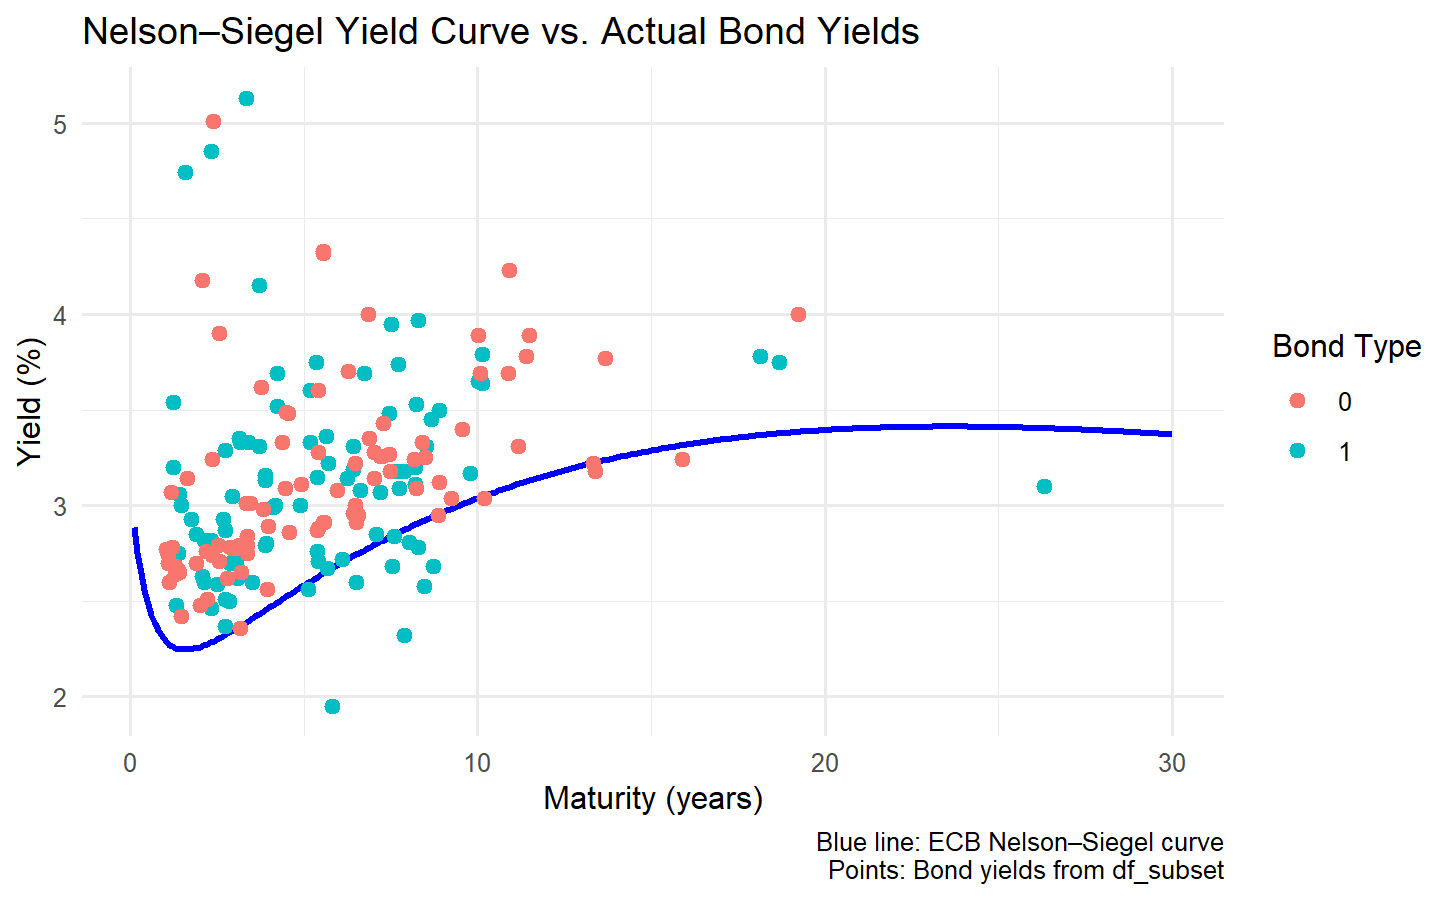 Nelson–Siegel Yield Curve vs. Actual Bond Yields
Yield (%)
5
4
3
2
0
10
20
30
Maturity (years)
Bond Type
0
1
Blue line: ECB Nelson–Siegel curve
Points: Bond yields from df_subset